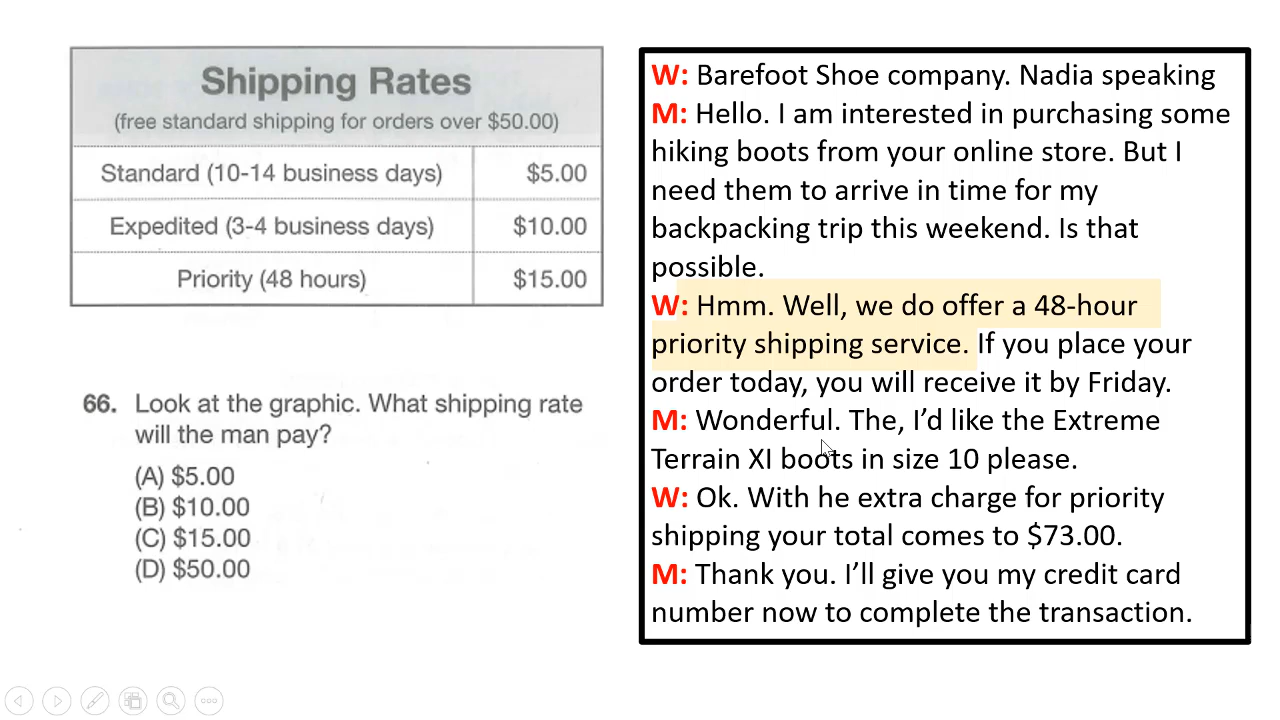 Shipping Rates
(free standard shipping for orders over $50.00)
Standard (10-14 business days) $5.00
Expedited (3-4 business days) $10.00
Priority (48 hours) $15.00
66. Look at the graphic. What shipping rate
will the man pay?
(A) $5.00
(B) $10.00
(C) $15.00
(D) $50.00
W: Barefoot Shoe company. Nadia speaking
M: Hello. I am interested in purchasing some
hiking boots from your online store. But I
need them to arrive in time for my
backpacking trip this weekend. Is that
possible.
W: Hmm. Well, we do offer a 48-hour
priority shipping service. If you place your
order today, you will receive it by Friday.
M: Wonderful. The, I’d like the Extreme
Terrain XI boots in size 10 please.
W: Ok. With he extra charge for priority
shipping your total comes to $73.00.
M: Thank you. I’ll give you my credit card
number now to complete the transaction.